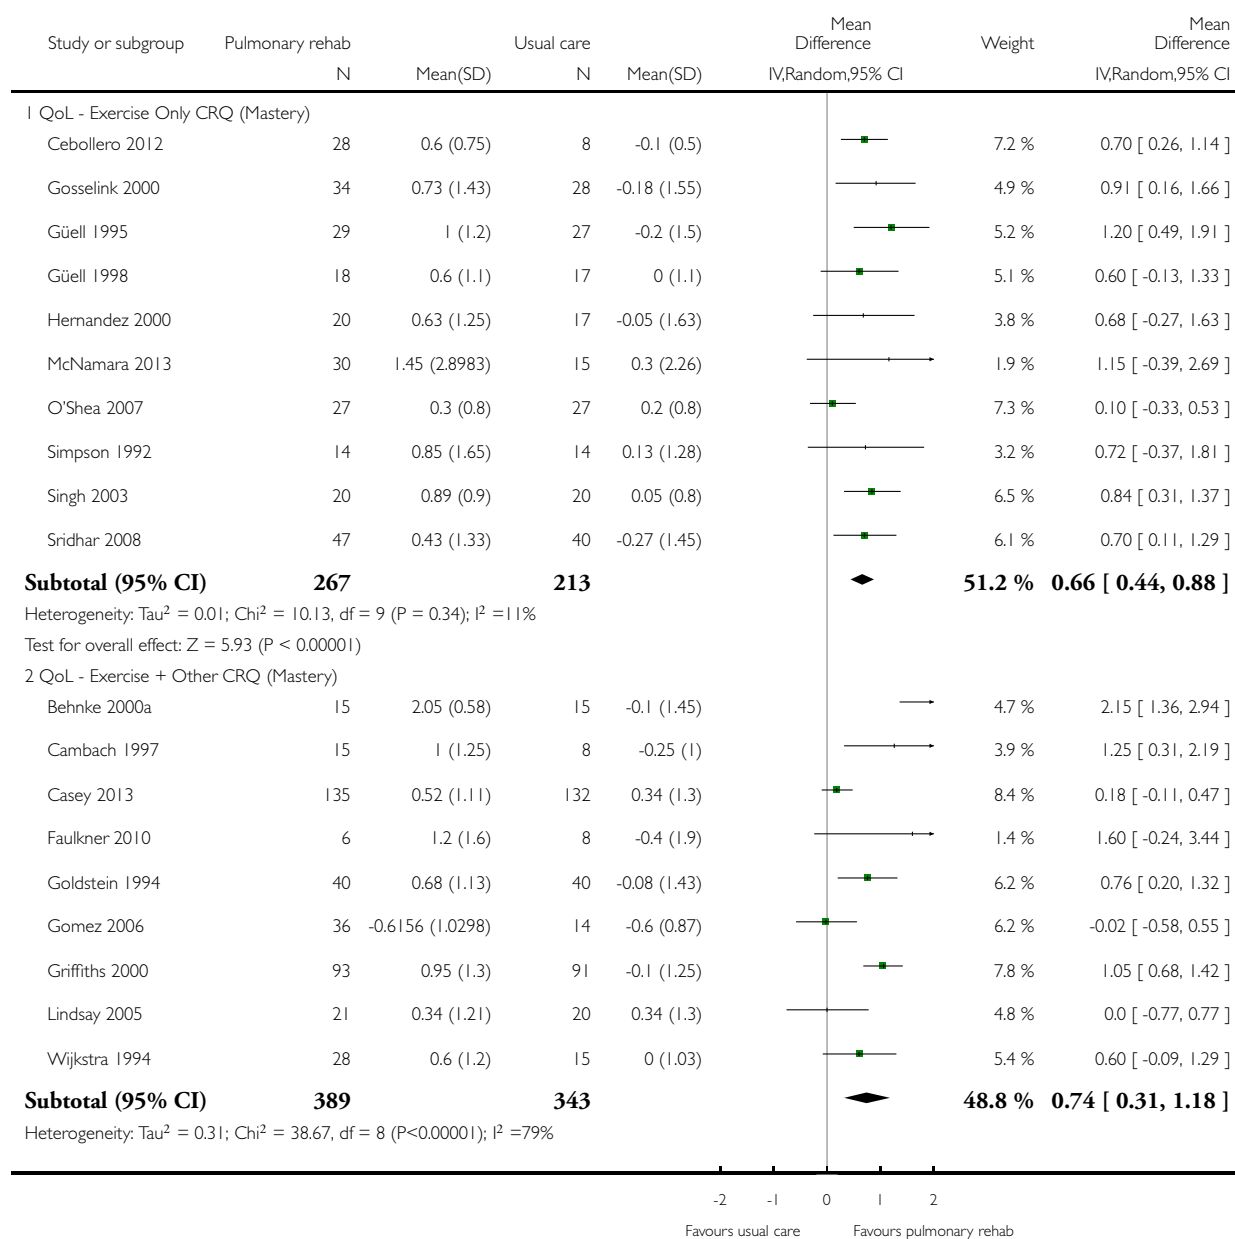 Mean Mean
Study or subgroup Pulmonary rehab Usual care Difference Weight Difference
N Mean(SD) N Mean(SD) IV,Random,95% CI IV,Random,95% CI
1 QoL - Exercise Only CRQ (Mastery)
Cebollero 2012 28 0.6 (0.75) 8 -0.1 (0.5) 7.2 % 0.70 [ 0.26, 1.14 ]
Gosselink 2000 34 0.73 (1.43) 28 -0.18 (1.55) 4.9 % 0.91 [ 0.16, 1.66 ]
Güell 1995 29 1 (1.2) 27 -0.2 (1.5) 5.2 % 1.20 [ 0.49, 1.91 ]
Güell 1998 18 0.6 (1.1) 17 0 (1.1) 5.1 % 0.60 [ -0.13, 1.33 ]
Hernandez 2000 20 0.63 (1.25) 17 -0.05 (1.63) 3.8 % 0.68 [ -0.27, 1.63 ]
McNamara 2013 30 1.45 (2.8983) 15 0.3 (2.26) 1.9 % 1.15 [ -0.39, 2.69 ]
O'Shea 2007 27 0.3 (0.8) 27 0.2 (0.8) 7.3 % 0.10 [ -0.33, 0.53 ]
Simpson 1992 14 0.85 (1.65) 14 0.13 (1.28) 3.2 % 0.72 [ -0.37, 1.81 ]
Singh 2003 20 0.89 (0.9) 20 0.05 (0.8) 6.5 % 0.84 [ 0.31, 1.37 ]
Sridhar 2008 47 0.43 (1.33) 40 -0.27 (1.45) 6.1 % 0.70 [ 0.11, 1.29 ]
Subtotal (95% CI) 267 213 51.2 % 0.66 [ 0.44, 0.88 ]
Heterogeneity: Tau² = 0.01; Chi² = 10.13, df = 9 (P = 0.34); I² =11%
Test for overall effect: Z = 5.93 (P < 0.00001)
2 QoL - Exercise + Other CRQ (Mastery)
Behnke 2000a 15 2.05 (0.58) 15 -0.1 (1.45) 4.7 % 2.15 [ 1.36, 2.94 ]
Cambach 1997 15 1 (1.25) 8 -0.25 (1) 3.9 % 1.25 [ 0.31, 2.19 ]
Casey 2013 135 0.52 (1.11) 132 0.34 (1.3) 8.4 % 0.18 [ -0.11, 0.47 ]
Faulkner 2010 6 1.2 (1.6) 8 -0.4 (1.9) 1.4 % 1.60 [ -0.24, 3.44 ]
Goldstein 1994 40 0.68 (1.13) 40 -0.08 (1.43) 6.2 % 0.76 [ 0.20, 1.32 ]
Gomez 2006 36 -0.6156 (1.0298) 14 -0.6 (0.87) 6.2 % -0.02 [ -0.58, 0.55 ]
Griffiths 2000 93 0.95 (1.3) 91 -0.1 (1.25) 7.8 % 1.05 [ 0.68, 1.42 ]
Lindsay 2005 21 0.34 (1.21) 20 0.34 (1.3) 4.8 % 0.0 [ -0.77, 0.77 ]
Wijkstra 1994 28 0.6 (1.2) 15 0 (1.03) 5.4 % 0.60 [ -0.09, 1.29 ]
Subtotal (95% CI) 389 343 48.8 % 0.74 [ 0.31, 1.18 ]
Heterogeneity: Tau² = 0.31; Chi² = 38.67, df = 8 (P<0.00001); I² =79%
-2 -1 0 1 2
Favours usual care Favours pulmonary rehab